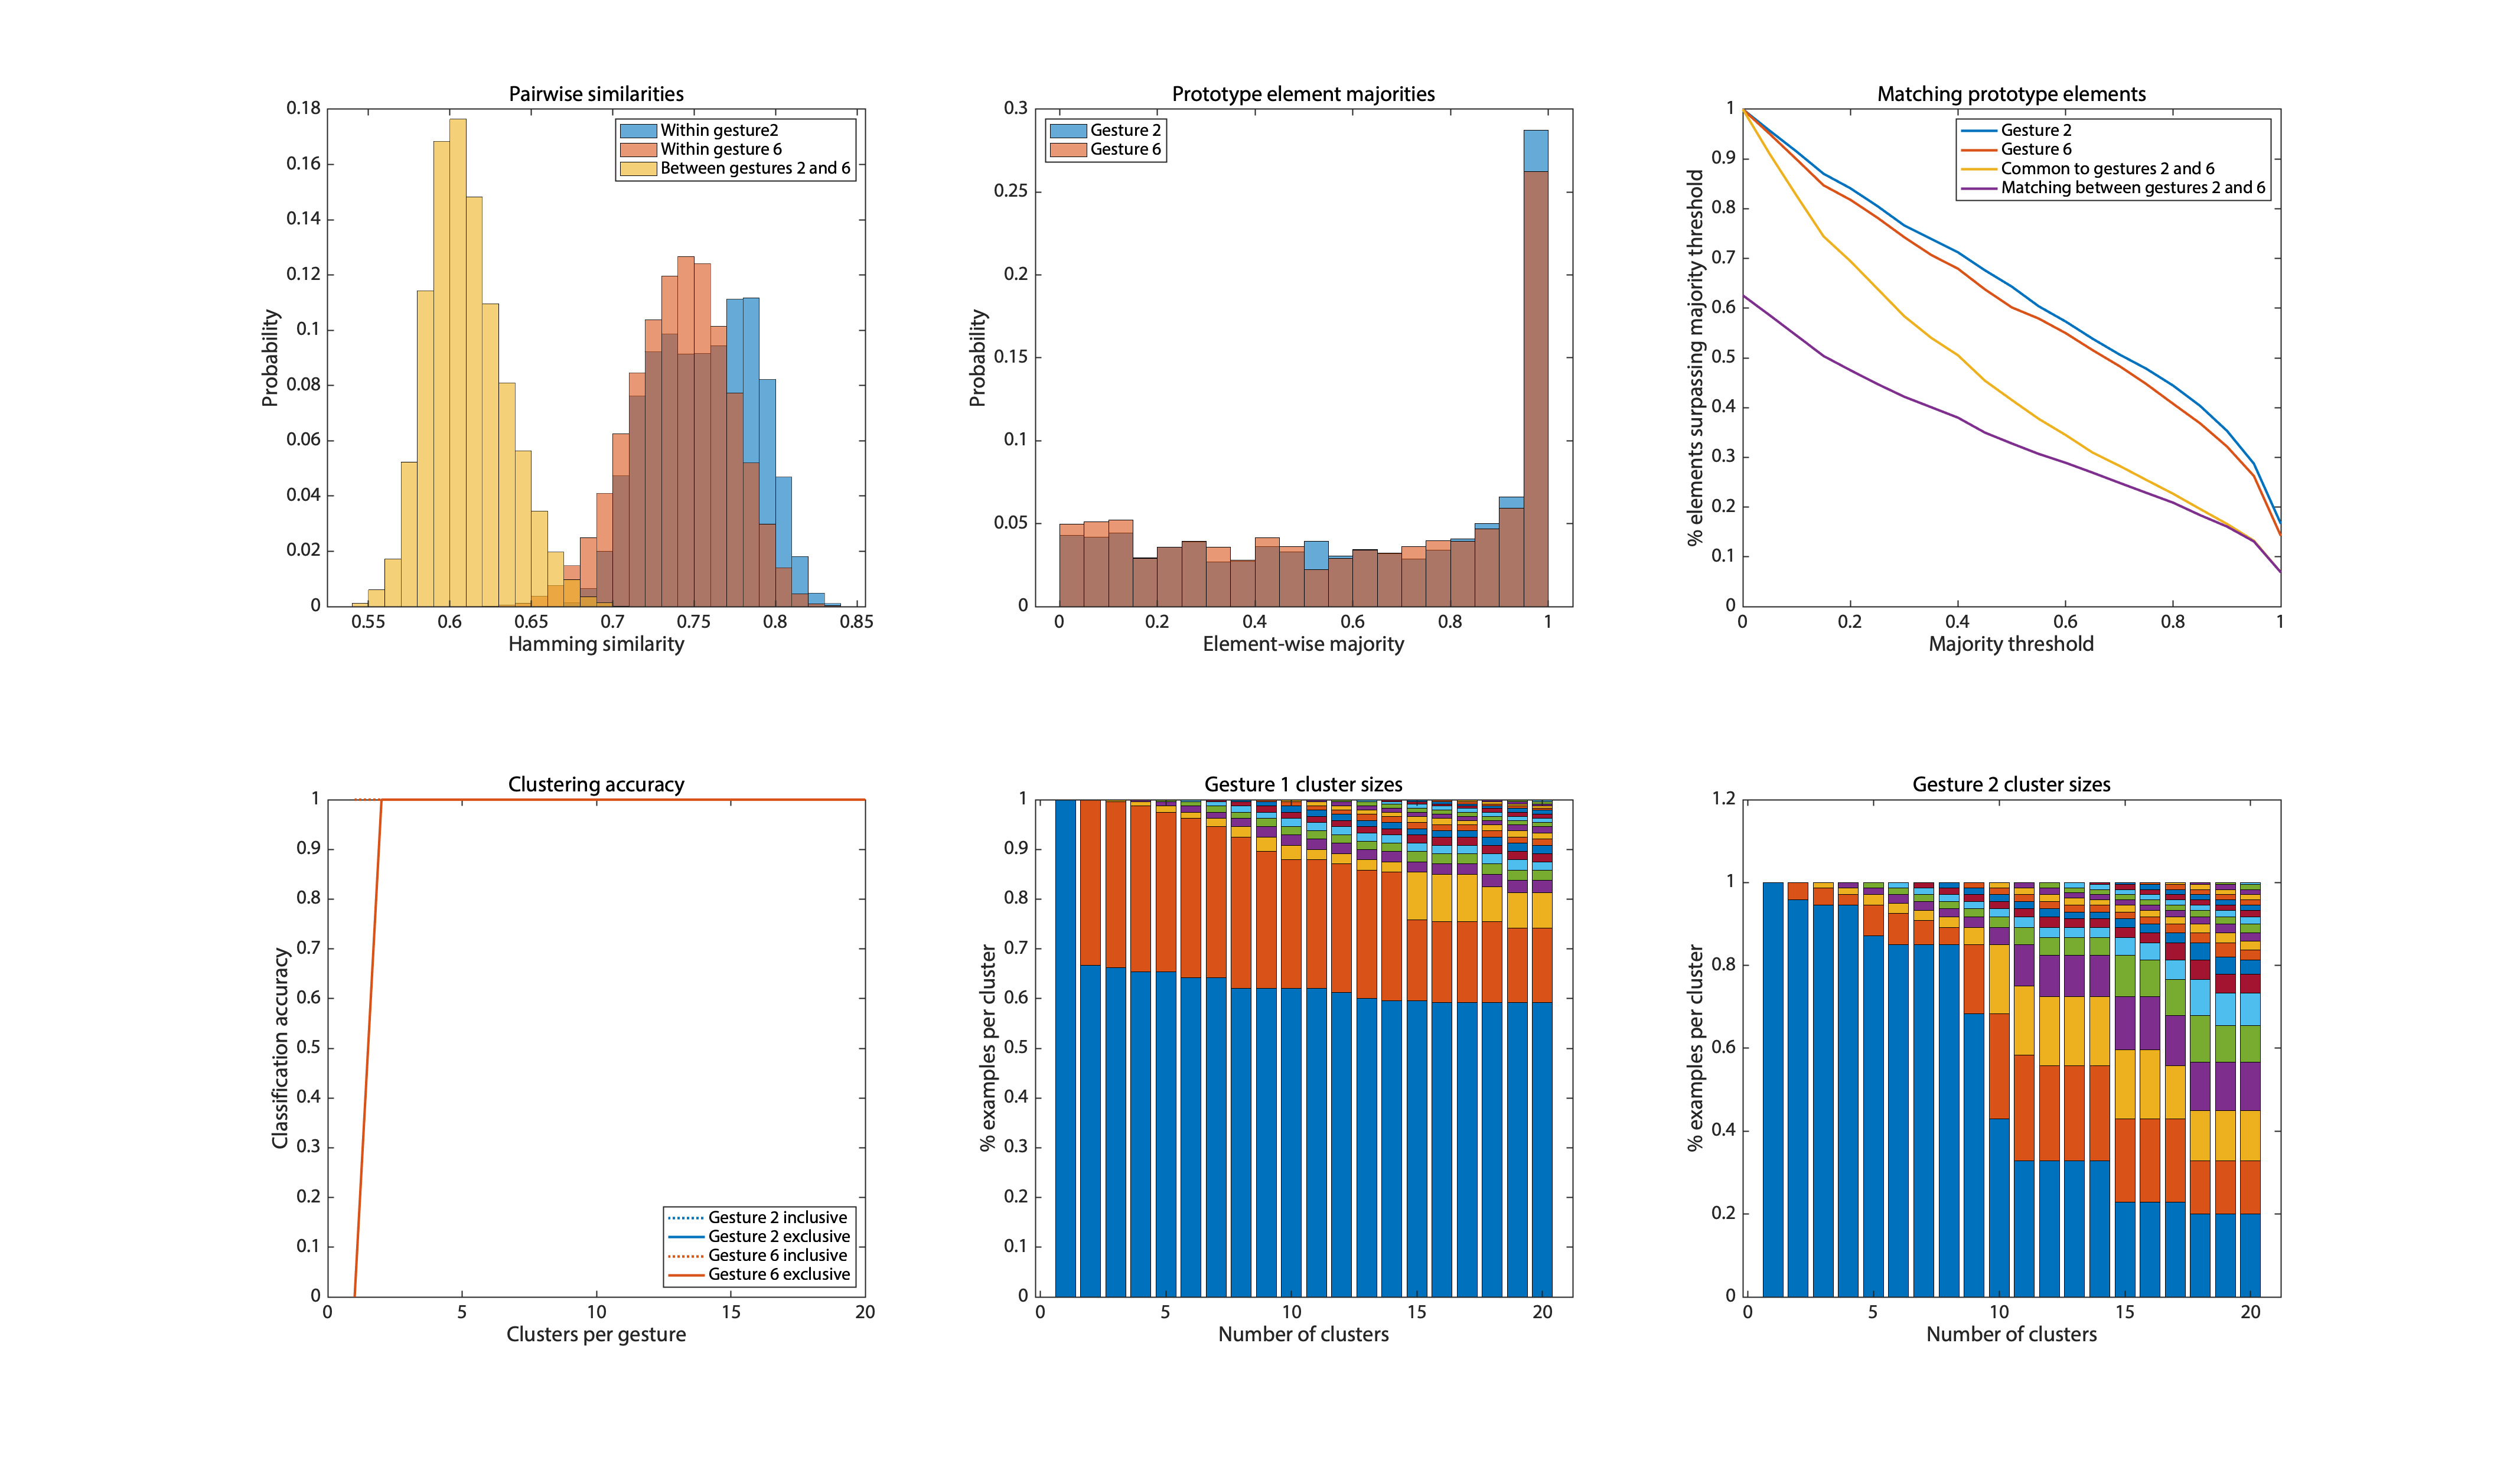 Pairwise similarities
0.18
0.16
0.14
0.12
0.1
0.08
0.06
0.04
0.02
0
Probability
Within gesture2
Within gesture 6
Between gestures 2 and 6
0.55 0.6 0.65 0.7 0.75 0.8 0.85
Hamming similarity
Prototype element majorities
0.3
0.25
0.2
0.15
0.1
0.05
0
Probability
Gesture 2
Gesture 6
0 0.2 0.4 0.6 0.8 1
Element-wise majority
Matching prototype elements
1
0.9
0.8
0.7
0.6
0.5
0.4
0.3
0.2
0.1
0
% elements surpassing majority threshold
Gesture 2
Gesture 6
Common to gestures 2 and 6
Matching between gestures 2 and 6
0 0.2 0.4 0.6 0.8 1
Majority threshold
Clustering accuracy
1
0.9
0.8
0.7
0.6
0.5
0.4
0.3
0.2
0.1
0
Classification accuracy
Gesture 2 inclusive
Gesture 2 exclusive
Gesture 6 inclusive
Gesture 6 exclusive
0 5 10 15 20
Clusters per gesture
Gesture 1 cluster sizes
1
0.9
0.8
0.7
0.6
0.5
0.4
0.3
0.2
0.1
0
% examples per cluster
0 5 10 15 20
Number of clusters
Gesture 2 cluster sizes
1.2
1
0.8
0.6
0.4
0.2
0
% examples per cluster
0 5 10 15 20
Number of clusters